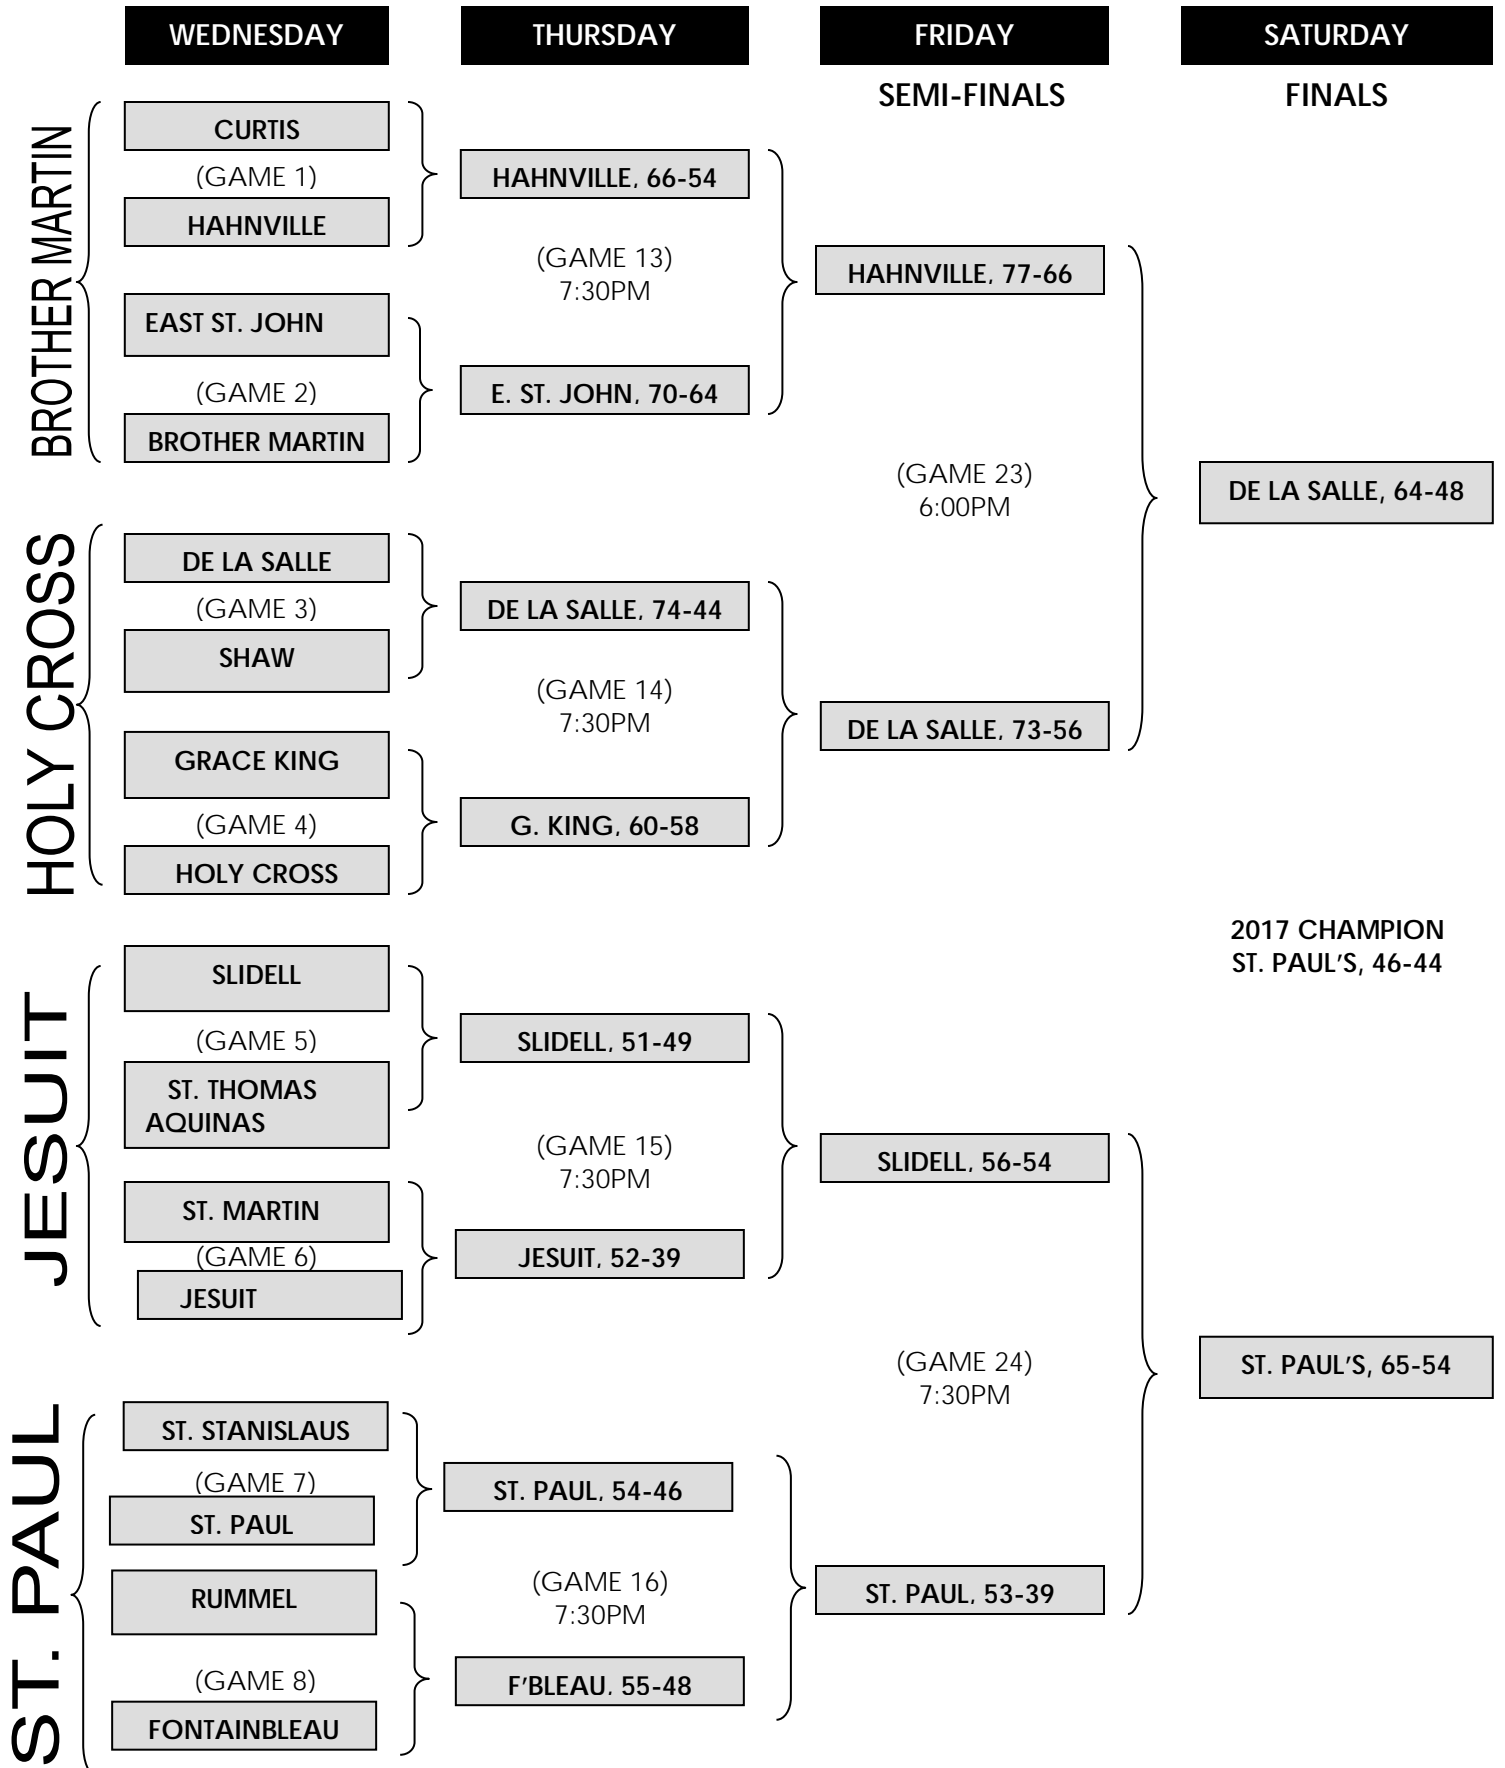 WEDNESDAY
THURSDAY
FRIDAY
SATURDAY
SEMI-FINALS
FINALS
BROTHER MARTIN
CURTIS
(GAME 1)
HAHNVILLE
EAST ST. JOHN
(GAME 2)
BROTHER MARTIN
HAHNVILLE, 66-54
(GAME 13)
7:30PM
E. ST. JOHN, 70-64
HAHNVILLE, 77-66
(GAME 23)
6:00PM
DE LA SALLE, 64-48
HOLY CROSS
DE LA SALLE
(GAME 3)
SHAW
GRACE KING
(GAME 4)
HOLY CROSS
DE LA SALLE, 74-44
(GAME 14)
7:30PM
G. KING, 60-58
DE LA SALLE, 73-56
2017 CHAMPION
ST. PAUL'S, 46-44
JESUIT
SLIDELL
(GAME 5)
ST. THOMAS
AQUINAS
ST. MARTIN
(GAME 6)
JESUIT
SLIDELL, 51-49
(GAME 15)
7:30PM
JESUIT, 52-39
SLIDELL, 56-54
(GAME 24)
7:30PM
ST. PAUL'S, 65-54
ST. PAUL
ST. STANISLAUS
(GAME 7)
ST. PAUL
RUMMEL
(GAME 8)
FONTAINBLEAU
ST. PAUL, 54-46
(GAME 16)
7:30PM
F'BLEAU, 55-48
ST. PAUL, 53-39